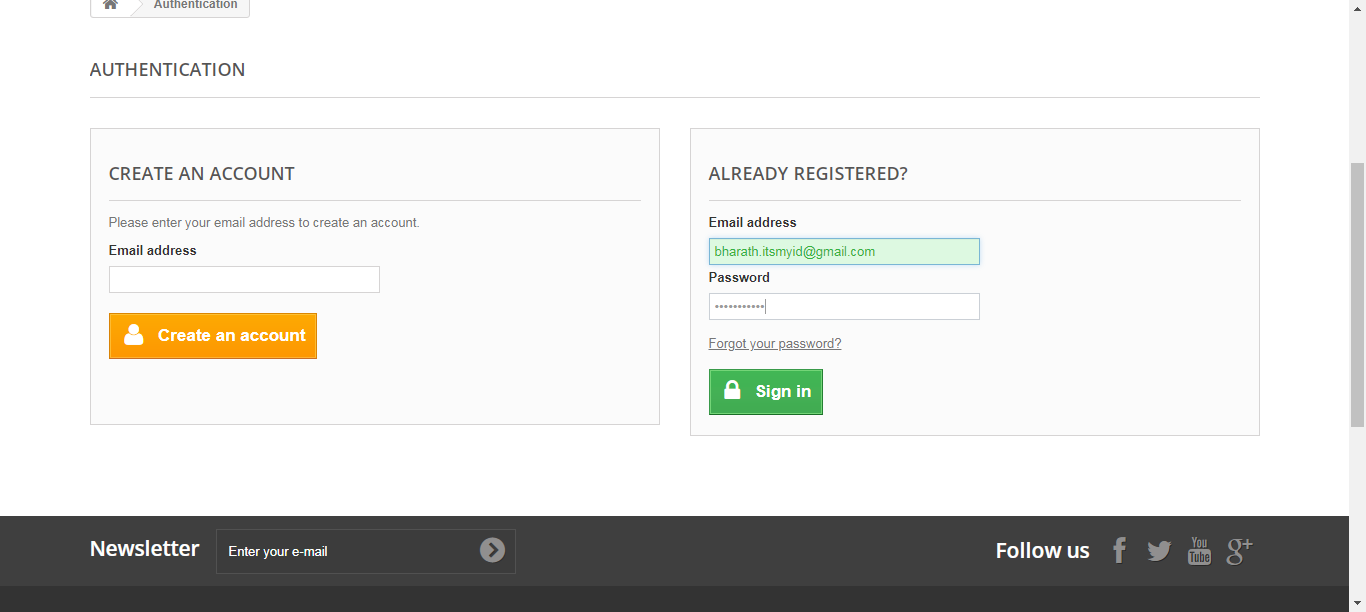 Authentication
AUTHENTICATION
CREATE AN ACCOUNT
Please enter your email address to create an account.
Email address
Create an account
ALREADY REGISTERED?
Email address
bharath.itsmyid@gmail.com
Password
•••••••••••
Forgot your password?
Sign in
Newsletter
Enter your e-mail
Follow us
You
Tube
g+